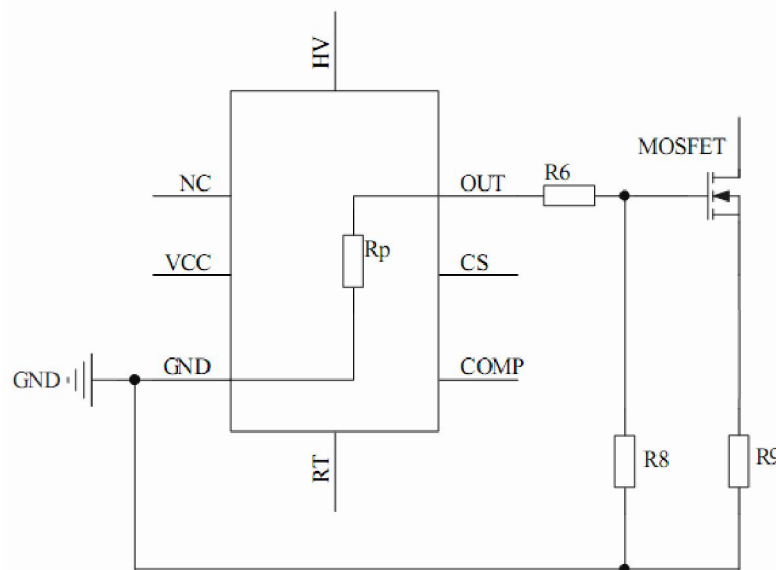 HV
MOSFET
NC
OUT
R6
Rp
VCC
CS
GND
GND
COMP
RT
R8
R9